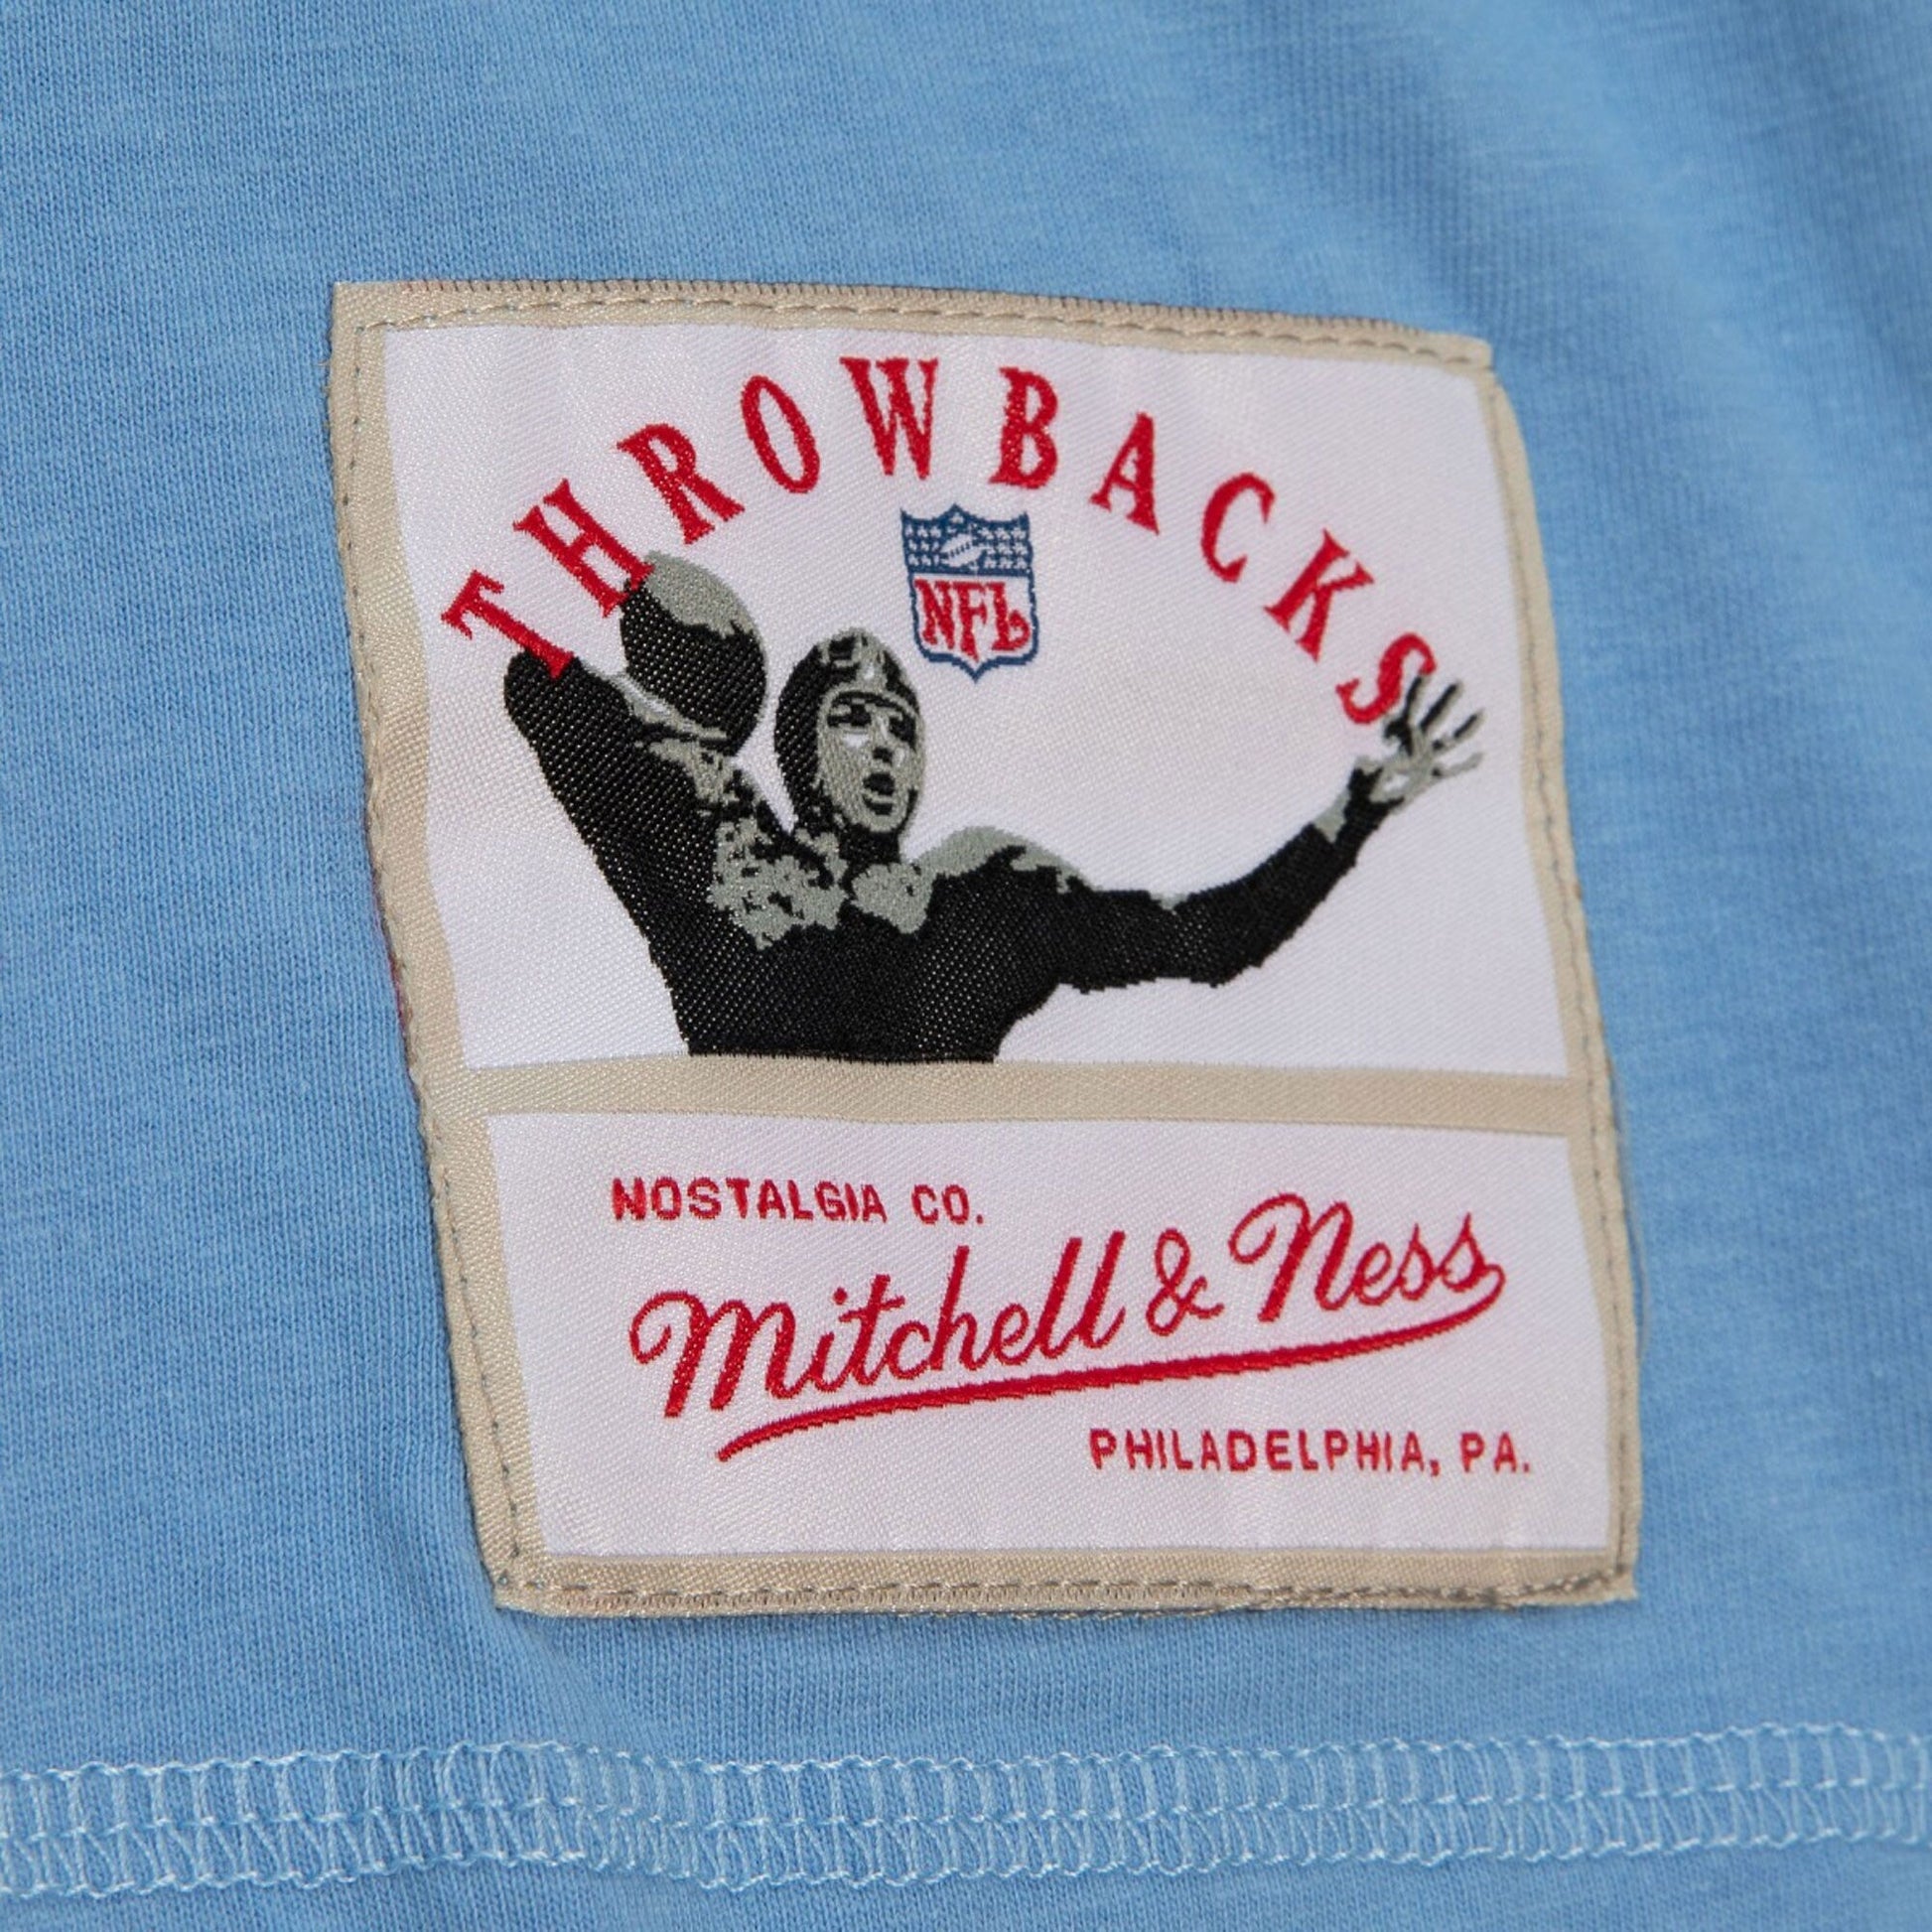 THROWBACKS
NFL
NOSTALGIA CO.
Mitchell & Ness
PHILADELPHIA, PA.